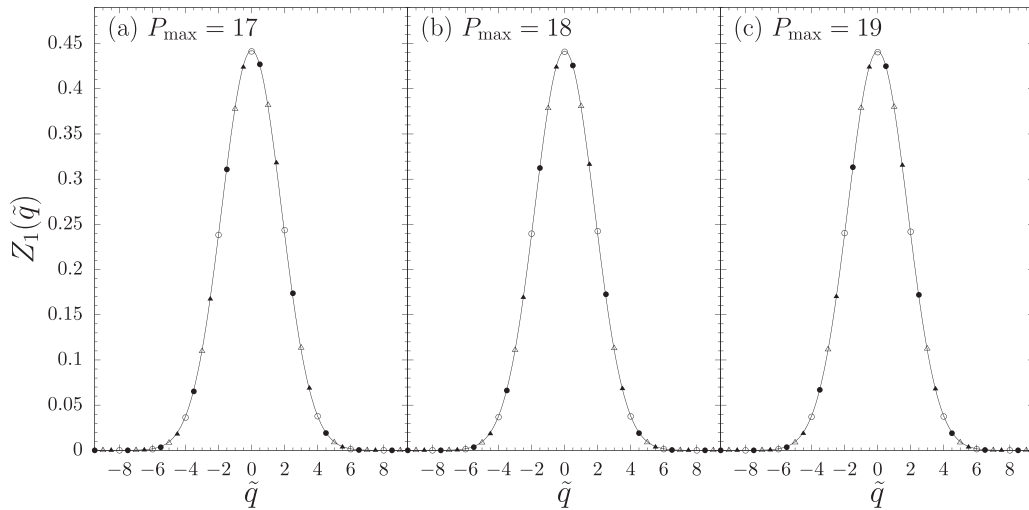 (a) P_max = 17
(b) P_max = 18
(c) P_max = 19
Z₁(q̃)
0.45
0.4
0.35
0.3
0.25
0.2
0.15
0.1
0.05
0
−8 −6 −4 −2 0 2 4 6 8
−8 −6 −4 −2 0 2 4 6 8
−8 −6 −4 −2 0 2 4 6 8
q̃
q̃
q̃